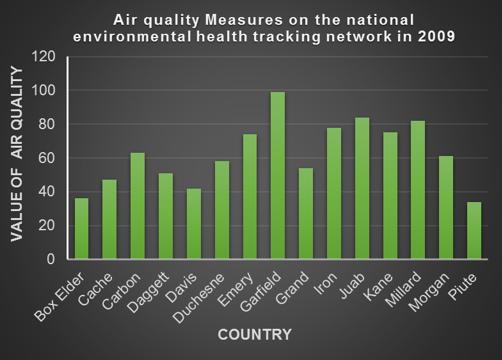 Air quality Measures on the national
environmental health tracking network in 2009
VALUE OF AIR QUALITY
120
100
80
60
40
20
0
Box Elder
Cache
Carbon
Daggett
Davis
Duchesne
Emery
Garfield
Grand
Iron
Juab
Kane
Millard
Morgan
Piute
COUNTRY